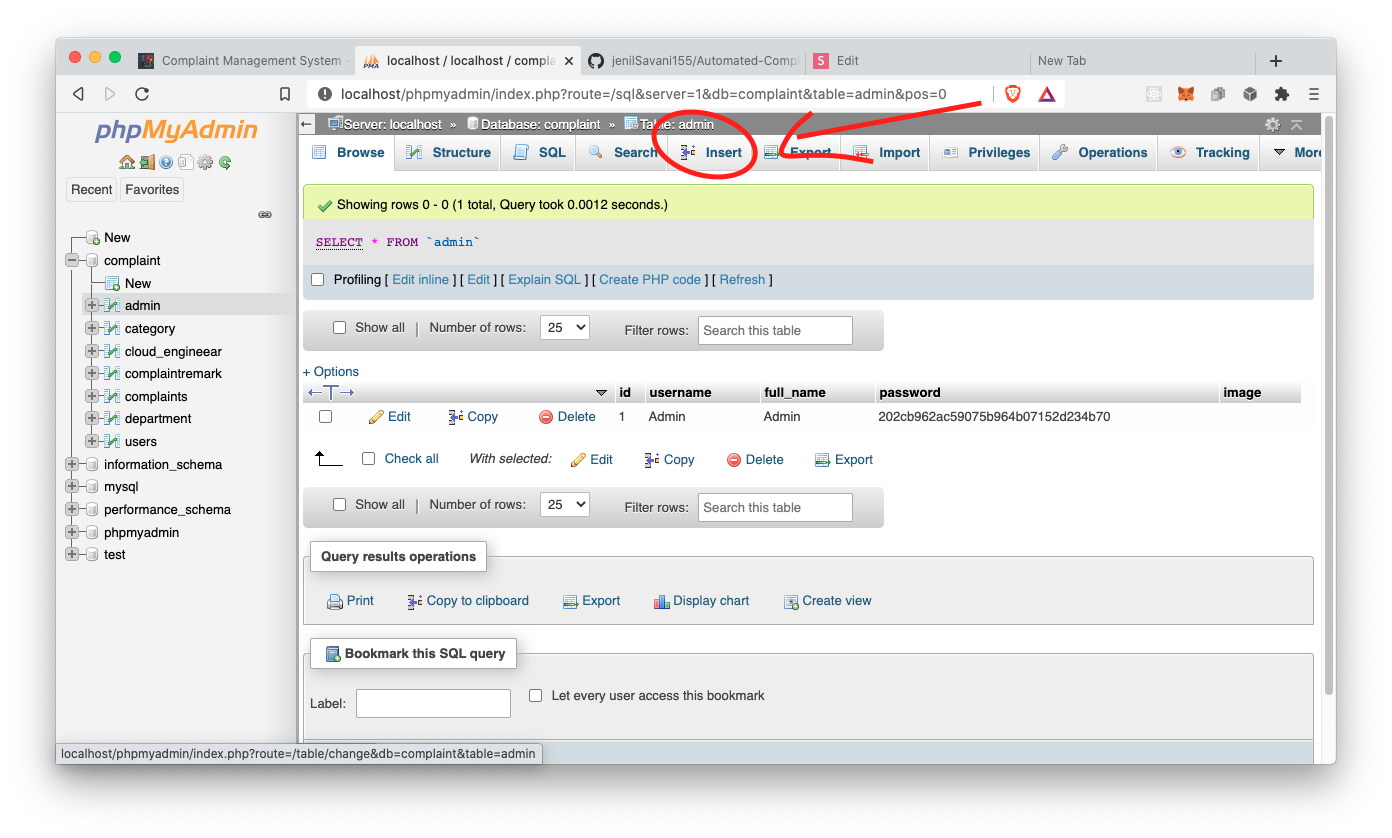 Complaint Management System -
localhost / localhost / compla
jenilSavani155/Automated-Compl
S Edit
New Tab
localhost/phpmyadmin/index.php?route=/sql&server=1&db=complaint&table=admin&pos=0
phpMyAdmin
Recent Favorites
New
complaint
New
admin
category
cloud_engineear
complaintremark
complaints
department
users
information_schema
mysql
performance_schema
phpmyadmin
test
Server: localhost » Database: complaint » Table: admin
Browse Structure SQL Search Insert Export Import Privileges Operations Tracking More
Showing rows 0 - 0 (1 total, Query took 0.0012 seconds.)
SELECT * FROM `admin`
Profiling [ Edit inline ] [ Edit ] [ Explain SQL ] [ Create PHP code ] [ Refresh ]
Show all | Number of rows: 25 Filter rows: Search this table
+ Options
←T→ id username full_name password image
Edit Copy Delete 1 Admin Admin 202cb962ac59075b964b07152d234b70
Check all With selected: Edit Copy Delete Export
Show all | Number of rows: 25 Filter rows: Search this table
Query results operations
Print Copy to clipboard Export Display chart Create view
Bookmark this SQL query
Label: Let every user access this bookmark
localhost/phpmyadmin/index.php?route=/table/change&db=complaint&table=admin